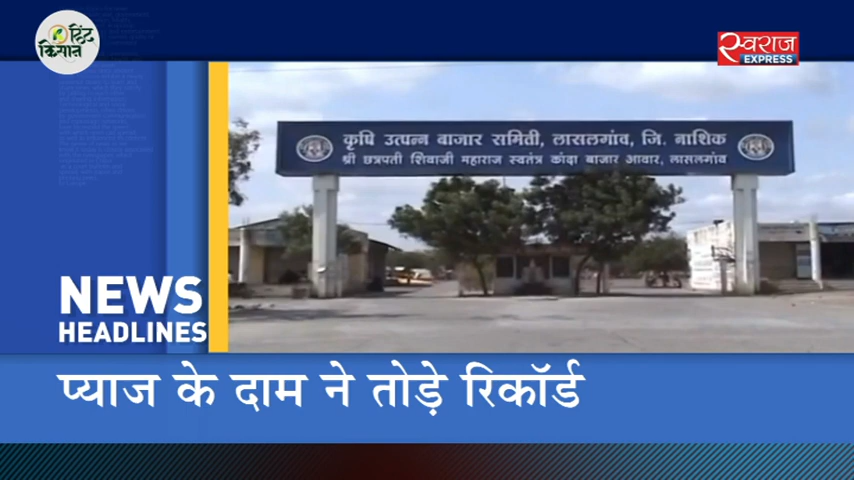 हिंट
किसान
स्वराज
EXPRESS
कृषि उत्पन्न बाजार समिती, लासलगांव, जि. नाशिक
श्री छत्रपती शिवाजी महाराज स्वतंत्र कांदा बाजार आवार, लासलगांव
NEWS
HEADLINES
प्याज के दाम ने तोड़े रिकॉर्ड